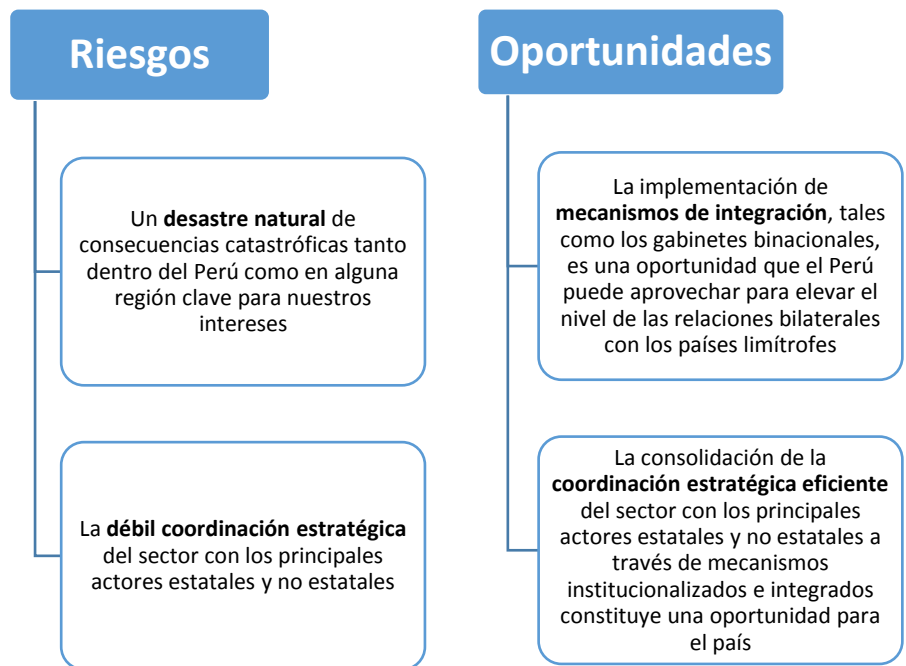 Riesgos
Un desastre natural de
consecuencias catastróficas tanto
dentro del Perú como en alguna
región clave para nuestros
intereses
La débil coordinación estratégica
del sector con los principales
actores estatales y no estatales
Oportunidades
La implementación de
mecanismos de integración, tales
como los gabinetes binacionales,
es una oportunidad que el Perú
puede aprovechar para elevar el
nivel de las relaciones bilaterales
con los países limítrofes
La consolidación de la
coordinación estratégica eficiente
del sector con los principales
actores estatales y no estatales a
través de mecanismos
institucionalizados e integrados
constituye una oportunidad para
el país